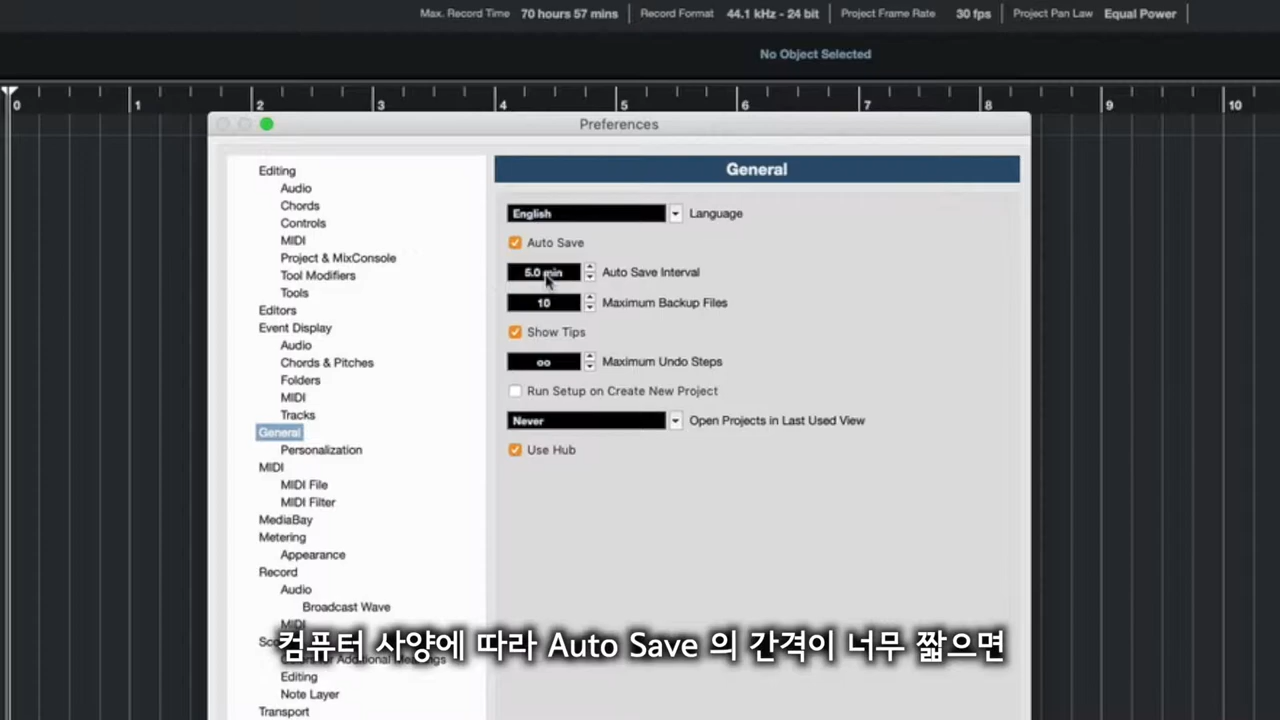 Max. Record Time 70 hours 57 mins Record Format 44.1 kHz - 24 bit Project Frame Rate 30 fps Project Pan Law Equal Power
No Object Selected
0 1 2 3 4 5 6 7 8 9 10
Preferences
Editing
Audio
Chords
Controls
MIDI
Project & MixConsole
Tool Modifiers
Tools
Editors
Event Display
Audio
Chords & Pitches
Folders
MIDI
Tracks
General
Personalization
MIDI
MIDI File
MIDI Filter
MediaBay
Metering
Appearance
Record
Audio
Broadcast Wave
MIDI
Editing
Note Layer
Transport
General
English Language
Auto Save
5.0 min Auto Save Interval
10 Maximum Backup Files
Show Tips
∞ Maximum Undo Steps
Run Setup on Create New Project
Never Open Projects in Last Used View
Use Hub
컴퓨터 사양에 따라 Auto Save 의 간격이 너무 짧으면